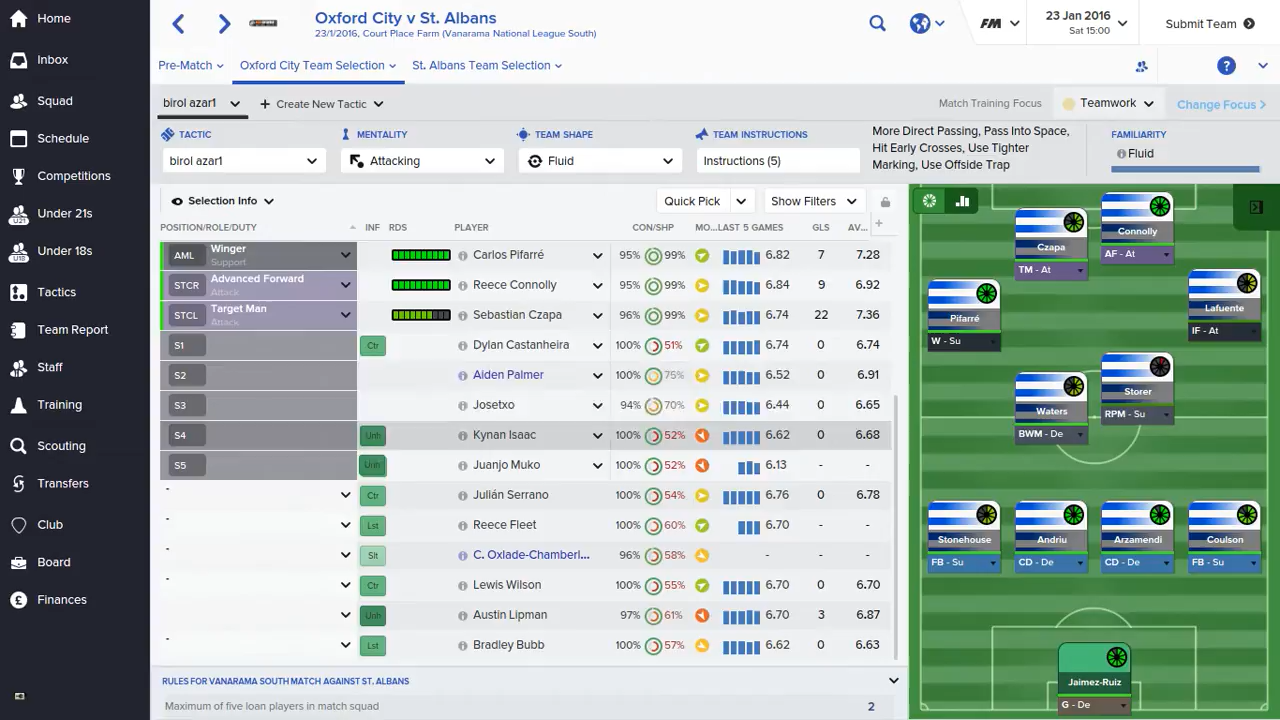 Home
Inbox
Squad
Schedule
Competitions
Under 21s
Under 18s
Tactics
Team Report
Staff
Training
Scouting
Transfers
Club
Board
Finances
Oxford City v St. Albans
23/1/2016, Court Place Farm (Vanarama National League South)
FM
23 Jan 2016
Sat 15:00
Submit Team
Pre-Match
Oxford City Team Selection
St. Albans Team Selection
?
birol azar1
Create New Tactic
Match Training Focus
Teamwork
Change Focus
TACTIC
MENTALITY
TEAM SHAPE
TEAM INSTRUCTIONS
birol azar1
Attacking
Fluid
Instructions (5)
More Direct Passing, Pass Into Space,
Hit Early Crosses, Use Tighter
Marking, Use Offside Trap
FAMILIARITY
Fluid
Selection Info
Quick Pick
Show Filters
POSITION/ROLE/DUTY INF RDS PLAYER CON/SHP MO... LAST 5 GAMES GLS AV...
AML Winger Support Carlos Pifarré 95% 99% 6.82 7 7.28
STCR Advanced Forward Attack Reece Connolly 95% 99% 6.84 9 6.92
STCL Target Man Attack Sebestian Czapa 96% 99% 6.74 22 7.36
S1 Ctr Dylan Castanheira 100% 51% 6.74 0 6.74
S2 Aiden Palmer 100% 75% 6.52 0 6.91
S3 Josetxo 94% 70% 6.44 0 6.65
S4 Unh Kynan Isaac 100% 52% 6.62 0 6.68
S5 Unh Juanjo Muko 100% 52% 6.13 - -
- Ctr Julián Serrano 100% 54% 6.76 0 6.78
- Lst Reece Fleet 100% 60% 6.70 - -
- Slt C. Oxlade-Chamberl... 96% 58% - - -
- Ctr Lewis Wilson 100% 55% 6.70 0 6.70
- Unh Austin Lipman 97% 61% 6.70 3 6.87
- Lst Bradley Bubb 100% 57% 6.62 0 6.63
RULES FOR VANARAMA SOUTH MATCH AGAINST ST. ALBANS
Maximum of five loan players in match squad 2
Czapa
TM - At
Connolly
AF - At
Pifarré
W - Su
Lafuente
IF - At
Waters
BWM - De
Storer
RPM - Su
Stonehouse
FB - Su
Andriu
CD - De
Arzamendi
CD - De
Coulson
FB - Su
Jaimez-Ruiz
G - De